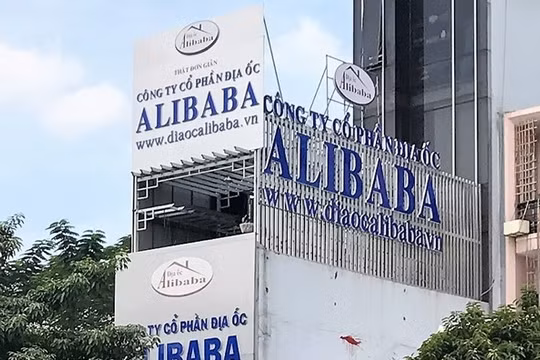 Địa ốc
Alibaba
THẬT ĐƠN GIẢN
CÔNG TY CỔ PHẦN ĐỊA ỐC
ALIBABA
www.diaocalibaba.vn
Địa ốc
Alibaba
CÔNG TY CỔ PHẦN ĐỊA ỐC
ALIBABA
www.diaocalibaba.vn
Địa ốc
Alibaba
TY CỔ PHẦN ĐỊA ỐC
IBABA